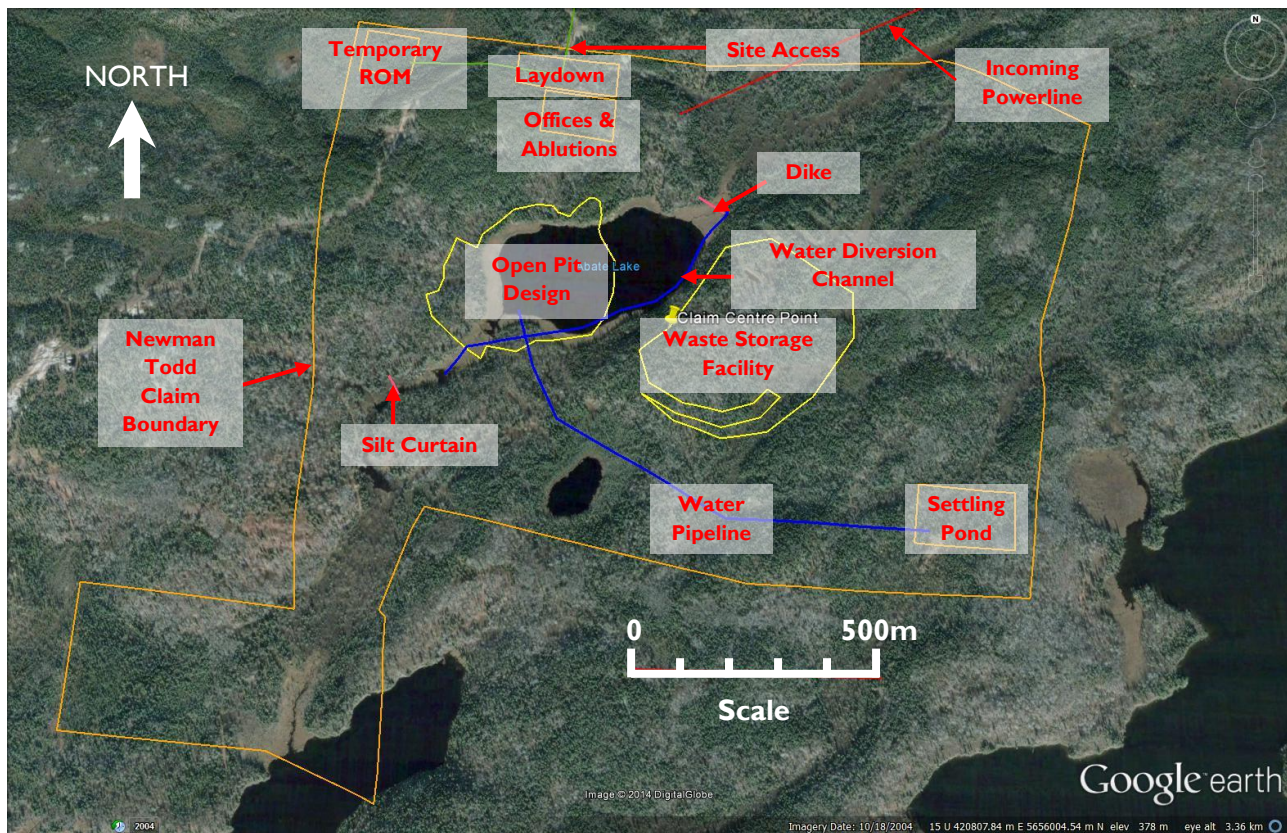 NORTH
Temporary
ROM
Laydown
Offices &
Ablutions
Site Access
Incoming
Powerline
N
Dike
Open Pit
Design
Abate Lake
Water Diversion
Channel
Claim Centre Point
Waste Storage
Facility
Newman
Todd
Claim
Boundary
Silt Curtain
Water
Pipeline
Settling
Pond
0 500m
Scale
Google earth
Image © 2014 DigitalGlobe
2004
Imagery Date: 10/18/2004 15 U 420807.84 m E 5656004.54 m N elev 378 m eye alt 3.36 km